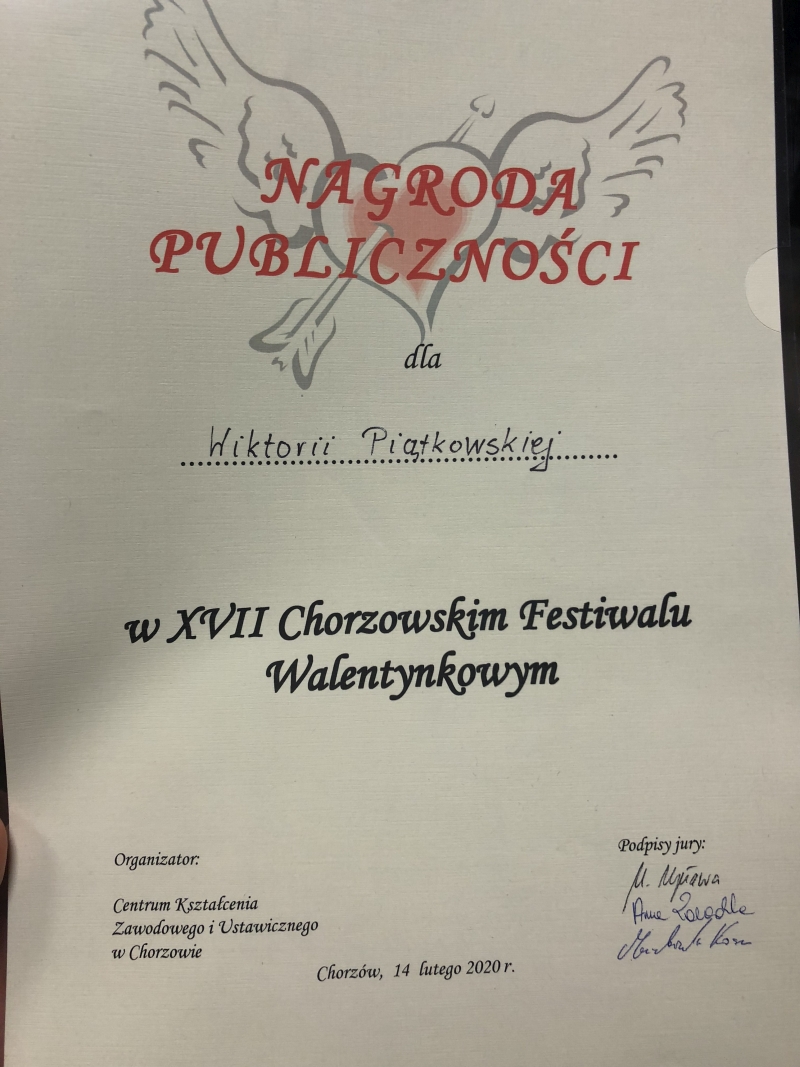 NAGRODA
PUBLICZNOŚCI
dla
Wiktorii Piątkowskiej
w XVII Chorzowskim Festiwalu
Walentynkowym
Organizator:
Centrum Kształcenia
Zawodowego i Ustawicznego
w Chorzowie
Podpisy jury:
M.
Anna
Chorzów, 14 lutego 2020 r.